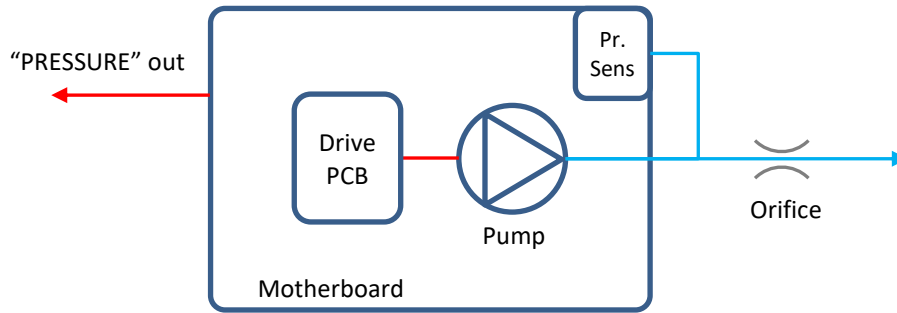 “PRESSURE” out
Pr.
Sens
Drive
PCB
Orifice
Pump
Motherboard